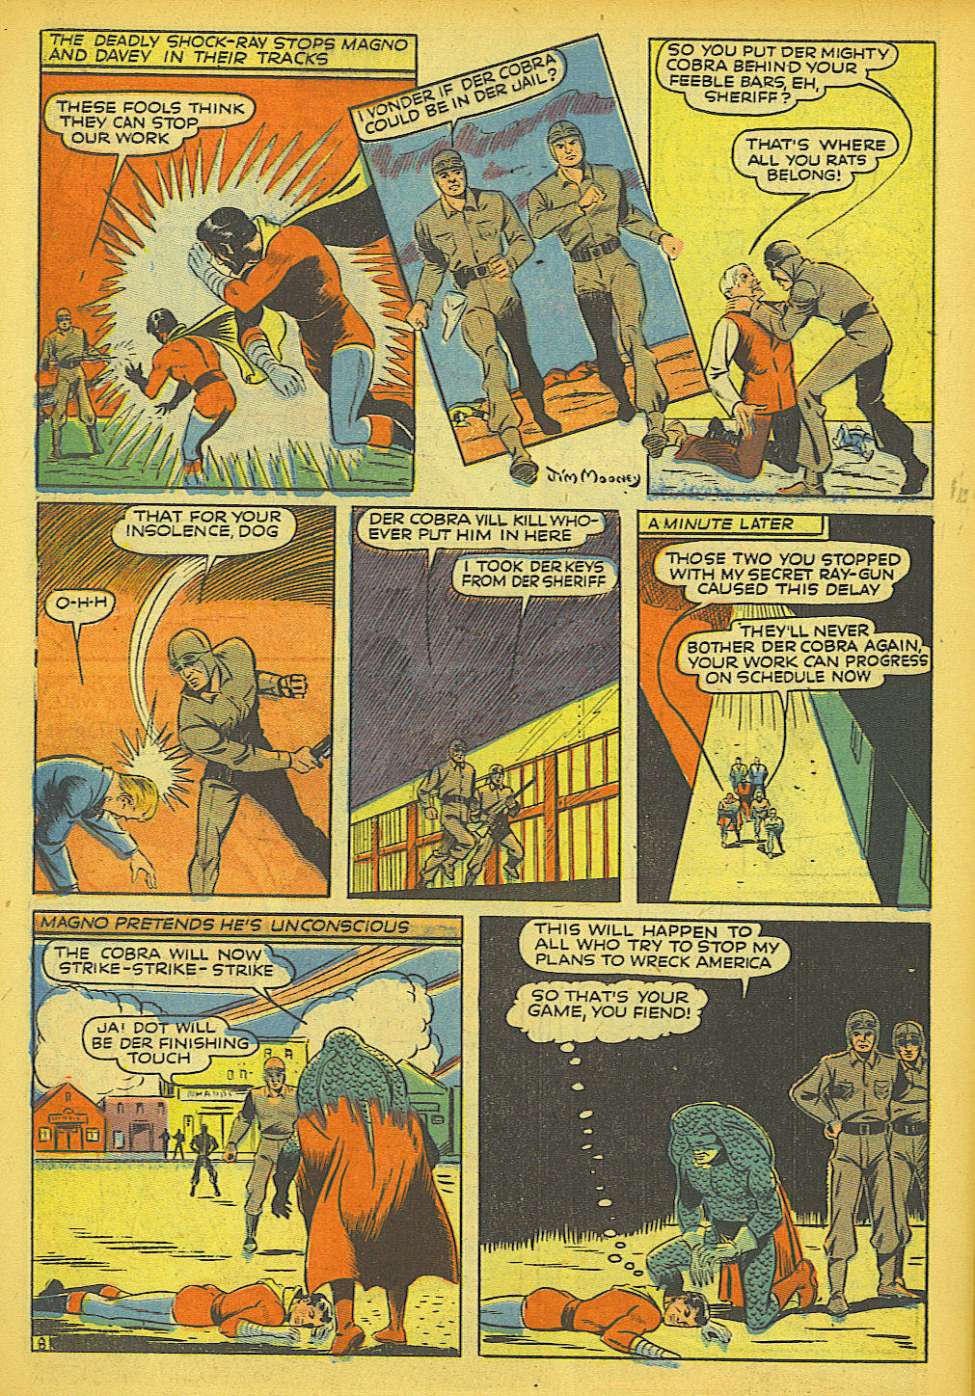 THE DEADLY SHOCK-RAY STOPS MAGNO
AND DAVEY IN THEIR TRACKS
THESE FOOLS THINK
THEY CAN STOP
OUR WORK
I VONDER IF DER COBRA
COULD BE IN DER JAIL?
Jim Mooney
SO YOU PUT DER MIGHTY
COBRA BEHIND YOUR
FEEBLE BARS, EH,
SHERIFF?
THAT'S WHERE
ALL YOU RATS
BELONG!
THAT FOR YOUR
INSOLENCE, DOG
O-H-H
DER COBRA VILL KILL WHO-
EVER PUT HIM IN HERE
I TOOK DER KEYS
FROM DER SHERIFF
A MINUTE LATER
THOSE TWO YOU STOPPED
WITH MY SECRET RAY-GUN
CAUSED THIS DELAY
THEY'LL NEVER
BOTHER DER COBRA AGAIN,
YOUR WORK CAN PROGRESS
ON SCHEDULE NOW
MAGNO PRETENDS HE'S UNCONSCIOUS
THE COBRA WILL NOW
STRIKE-STRIKE-STRIKE
JA! DOT WILL
BE DER FINISHING
TOUCH
8
THIS WILL HAPPEN TO
ALL WHO TRY TO STOP MY
PLANS TO WRECK AMERICA
SO THAT'S YOUR
GAME, YOU FIEND!